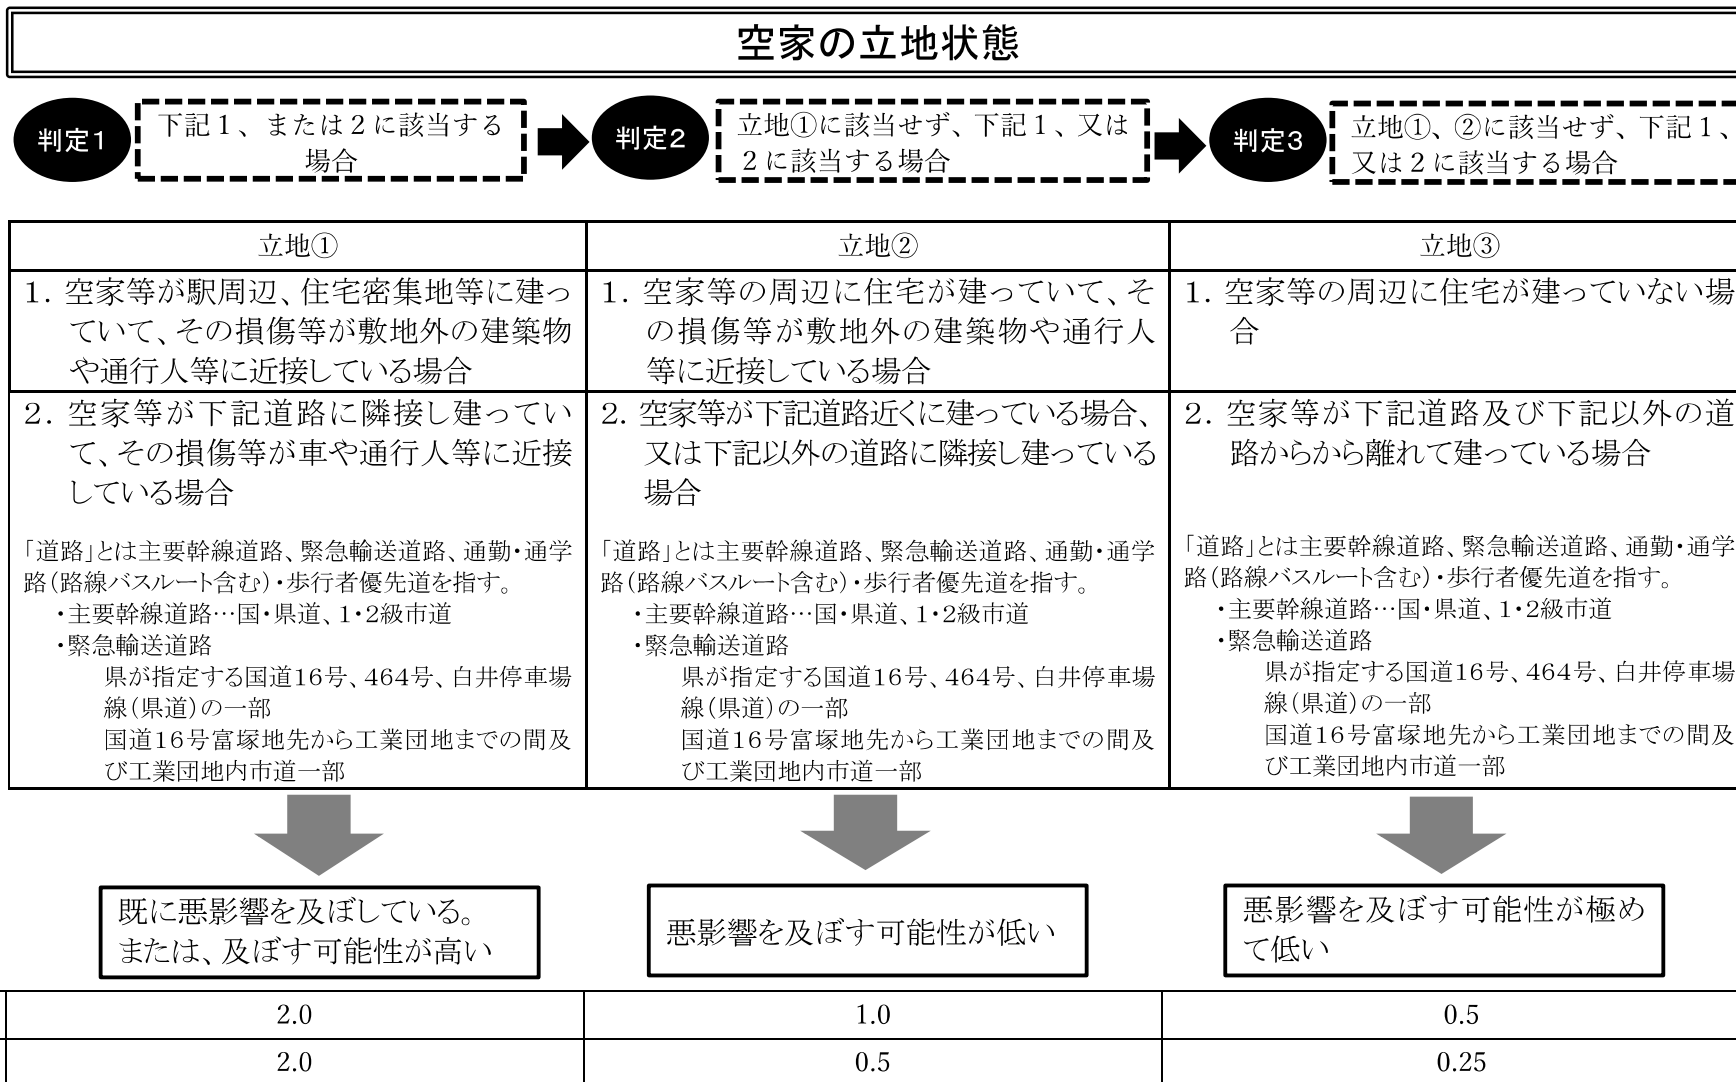 空家の立地状態
判定1
下記１、または２に該当する
場合
判定2
立地①に該当せず、下記１、又は
２に該当する場合
判定3
立地①、②に該当せず、下記１、
又は２に該当する場合
立地①
立地②
立地③
1. 空家等が駅周辺、住宅密集地等に建っ
ていて、その損傷等が敷地外の建築物
や通行人等に近接している場合
1. 空家等の周辺に住宅が建っていて、そ
の損傷等が敷地外の建築物や通行人
等に近接している場合
1. 空家等の周辺に住宅が建っていない場
合
2. 空家等が下記道路に隣接し建ってい
て、その損傷等が車や通行人等に近接
している場合
「道路」とは主要幹線道路、緊急輸送道路、通勤・通学
路（路線バスルート含む）・歩行者優先道を指す。
・主要幹線道路…国・県道、1・2級市道
・緊急輸送道路
県が指定する国道16号、464号、白井停車場
線（県道）の一部
国道16号富塚地先から工業団地までの間及
び工業団地内市道一部
2. 空家等が下記道路近くに建っている場合、
又は下記以外の道路に隣接し建っている
場合
「道路」とは主要幹線道路、緊急輸送道路、通勤・通学
路（路線バスルート含む）・歩行者優先道を指す。
・主要幹線道路…国・県道、1・2級市道
・緊急輸送道路
県が指定する国道16号、464号、白井停車場
線（県道）の一部
国道16号富塚地先から工業団地までの間及
び工業団地内市道一部
2. 空家等が下記道路及び下記以外の道
路からから離れて建っている場合
「道路」とは主要幹線道路、緊急輸送道路、通勤・通学
路（路線バスルート含む）・歩行者優先道を指す。
・主要幹線道路…国・県道、1・2級市道
・緊急輸送道路
県が指定する国道16号、464号、白井停車場
線（県道）の一部
国道16号富塚地先から工業団地までの間及
び工業団地内市道一部
既に悪影響を及ぼしている。
または、及ぼす可能性が高い
悪影響を及ぼす可能性が低い
悪影響を及ぼす可能性が極め
て低い
2.0
1.0
0.5
2.0
0.5
0.25